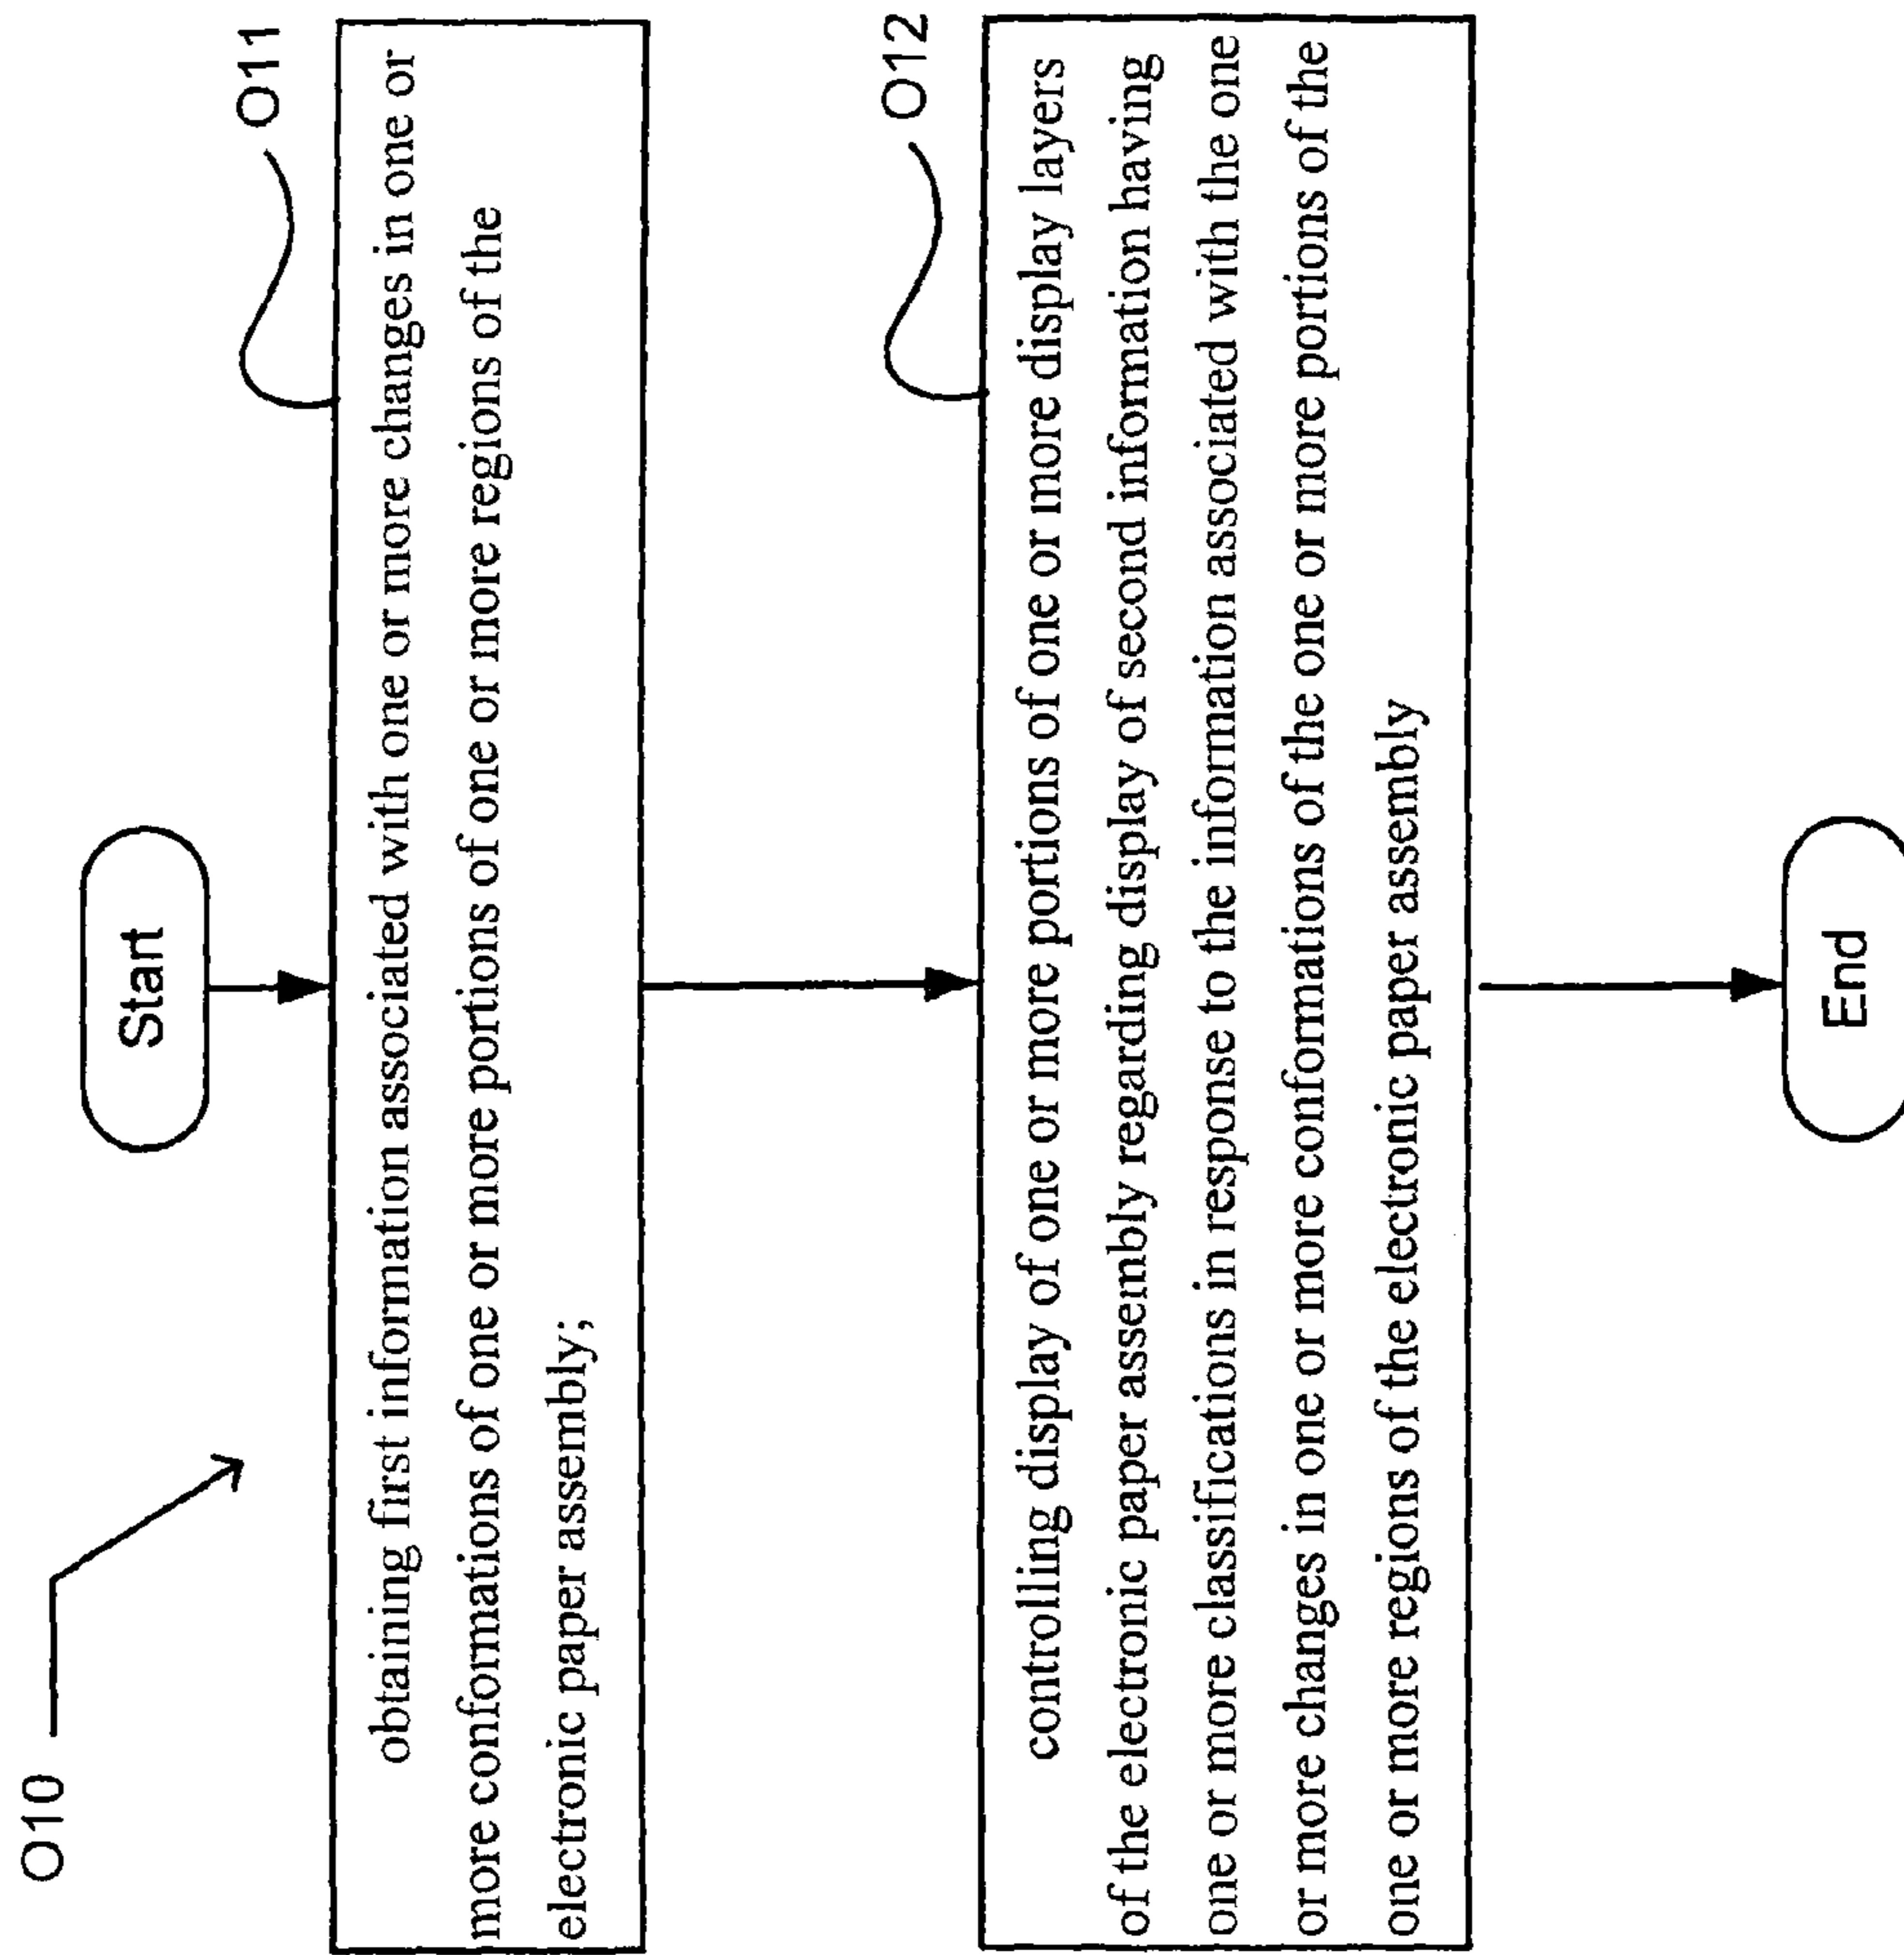 O10
Start
O11
obtaining first information associated with one or more changes in one or
more conformations of one or more portions of one or more regions of the
electronic paper assembly;
O12
controlling display of one or more portions of one or more display layers
of the electronic paper assembly regarding display of second information having
one or more classifications in response to the information associated with the one
or more changes in one or more conformations of the one or more portions of the
one or more regions of the electronic paper assembly
End